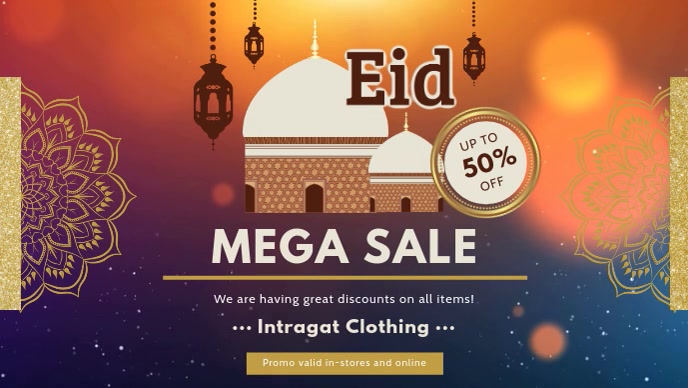 Eid
UP TO
50%
OFF
MEGA SALE
We are having great discounts on all items!
••• Intragat Clothing •••
Promo valid in-stores and online